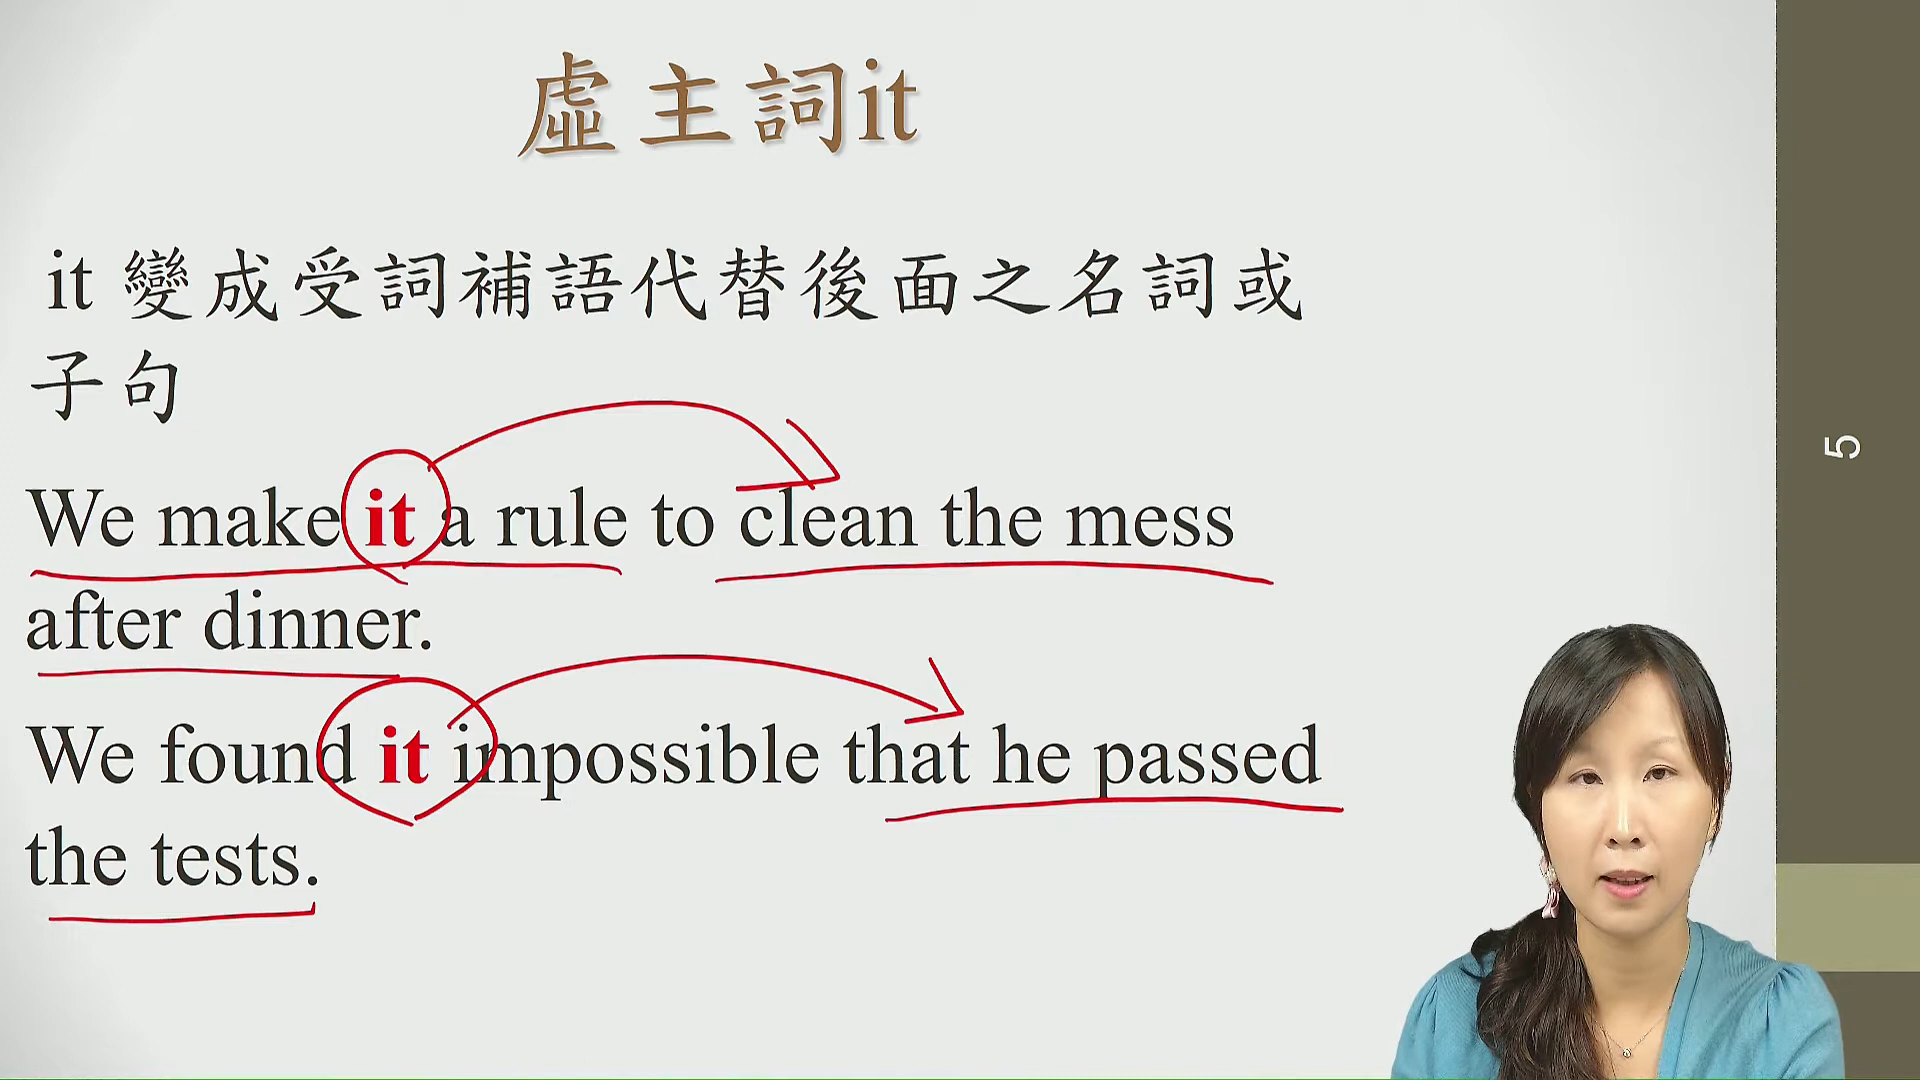 虛主詞it
it 變成受詞補語代替後面之名詞或
子句
We make it a rule to clean the mess
after dinner.
We found it impossible that he passed
the tests.
5